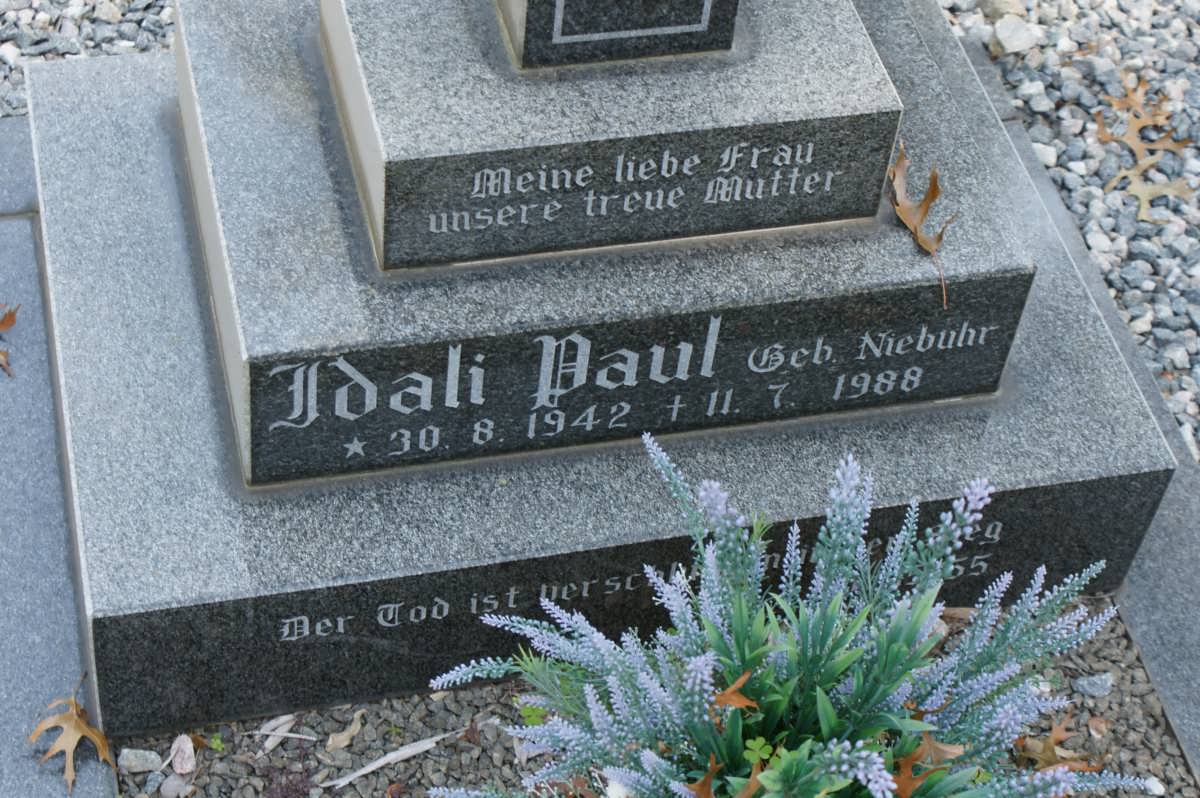 Meine liebe Frau
unsere treue Mutter
Idali Paul Geb. Niebuhr
★ 30. 8. 1942 † 11. 7. 1988
Der Tod ist
55